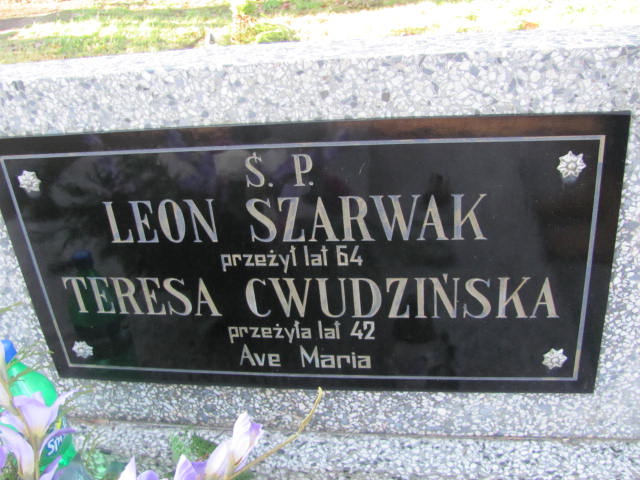 Ś. P.
LEON SZARWAK
przeżył lat 64
TERESA CWUDZIŃSKA
przeżyła lat 42
Ave Maria